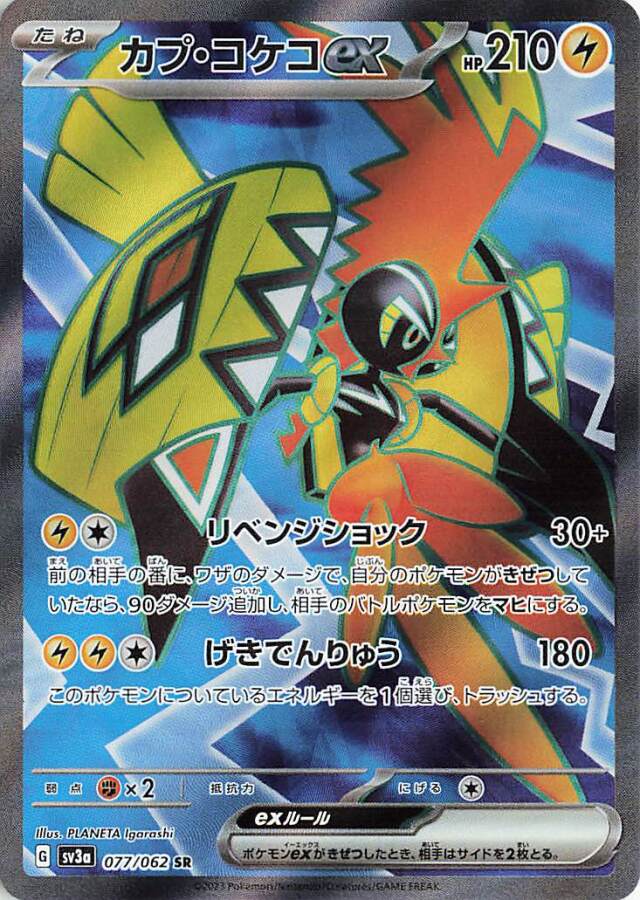 たね
カプ・コケコex
HP210
リベンジショック 30+
前の相手の番に、ワザのダメージで、自分のポケモンがきぜつして
いたなら、90ダメージ追加し、相手のバトルポケモンをマヒにする。
げきでんりゅう 180
このポケモンについているエネルギーを1個選び、トラッシュする。
弱点 ×2 抵抗力 にげる
exルール
ポケモンexがきぜつしたとき、相手はサイドを2枚とる。
Illus. PLANETA Igarashi
G sv3a 077/062 SR
©2023 Pokémon/Nintendo/Creatures/GAME FREAK.